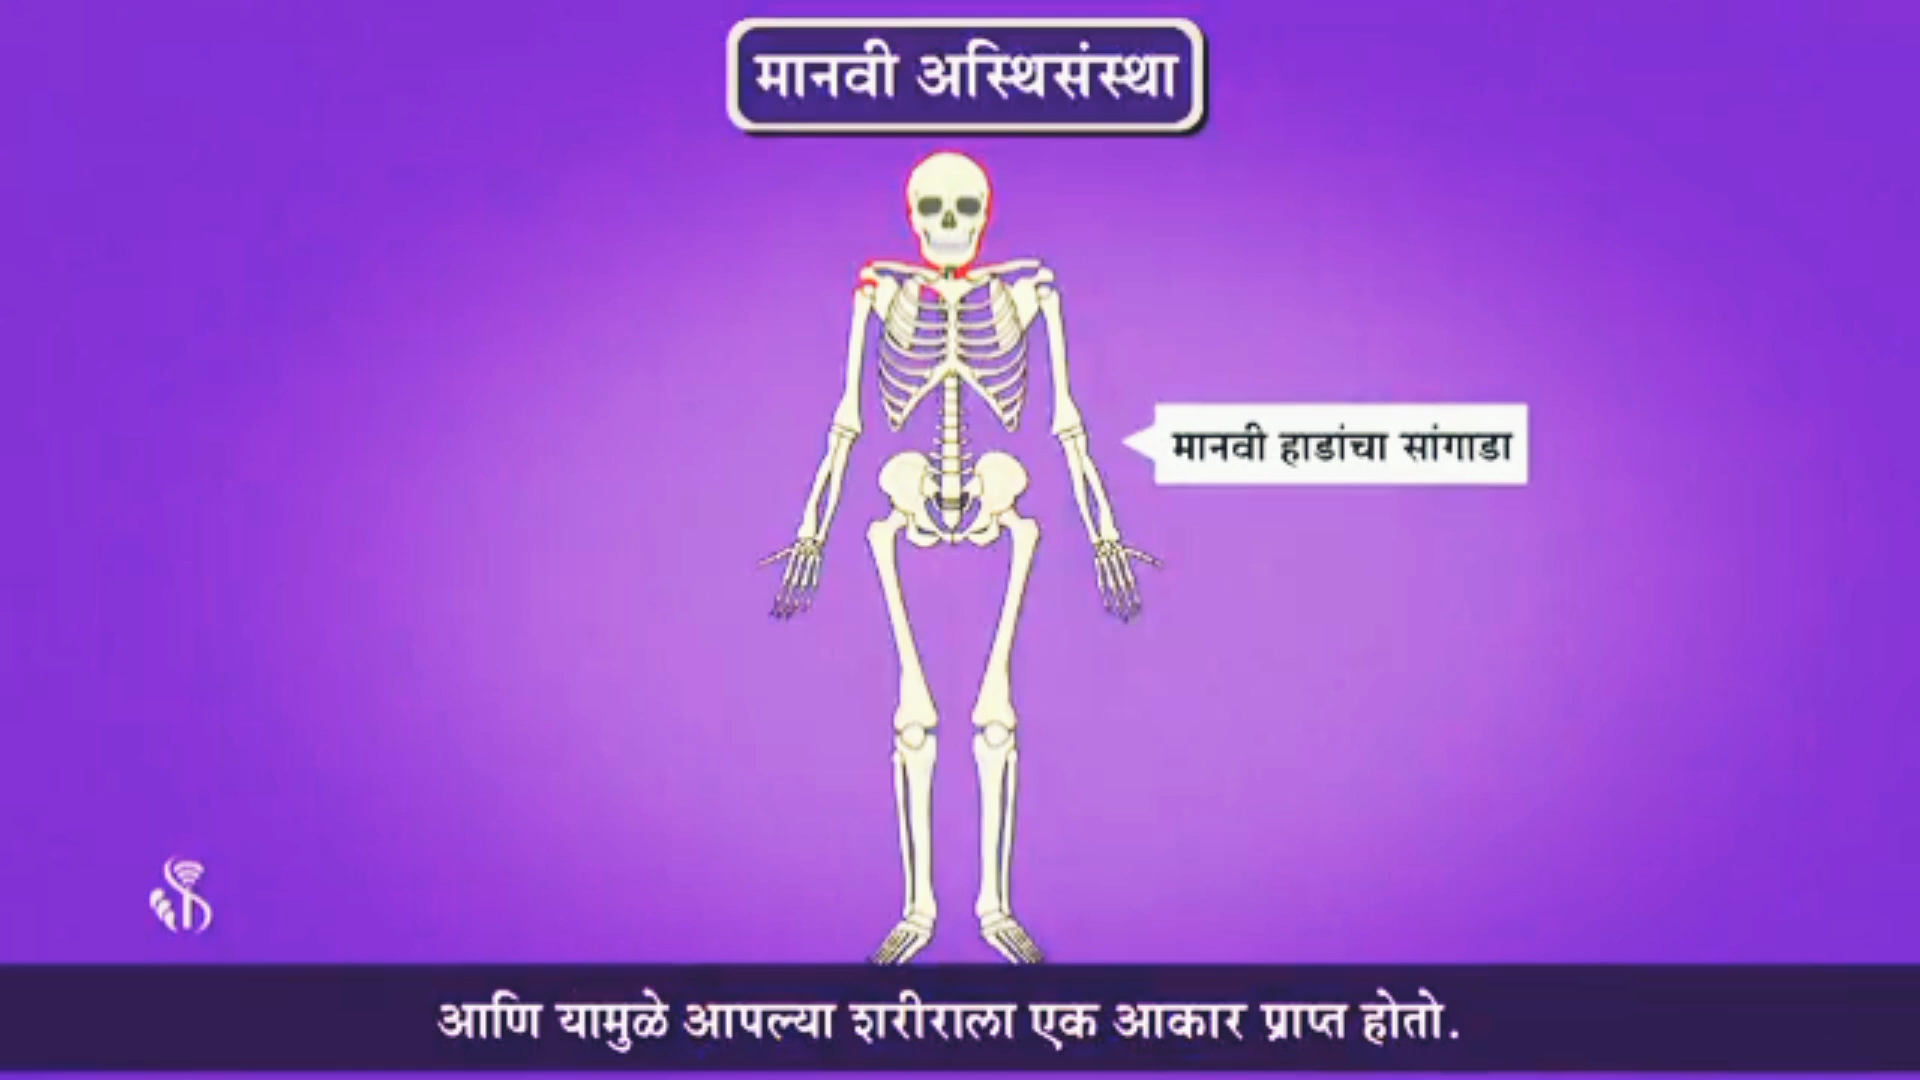 मानवी अस्थिसंस्था
मानवी हाडांचा सांगाडा
आणि यामुळे आपल्या शरीराला एक आकार प्राप्त होतो.